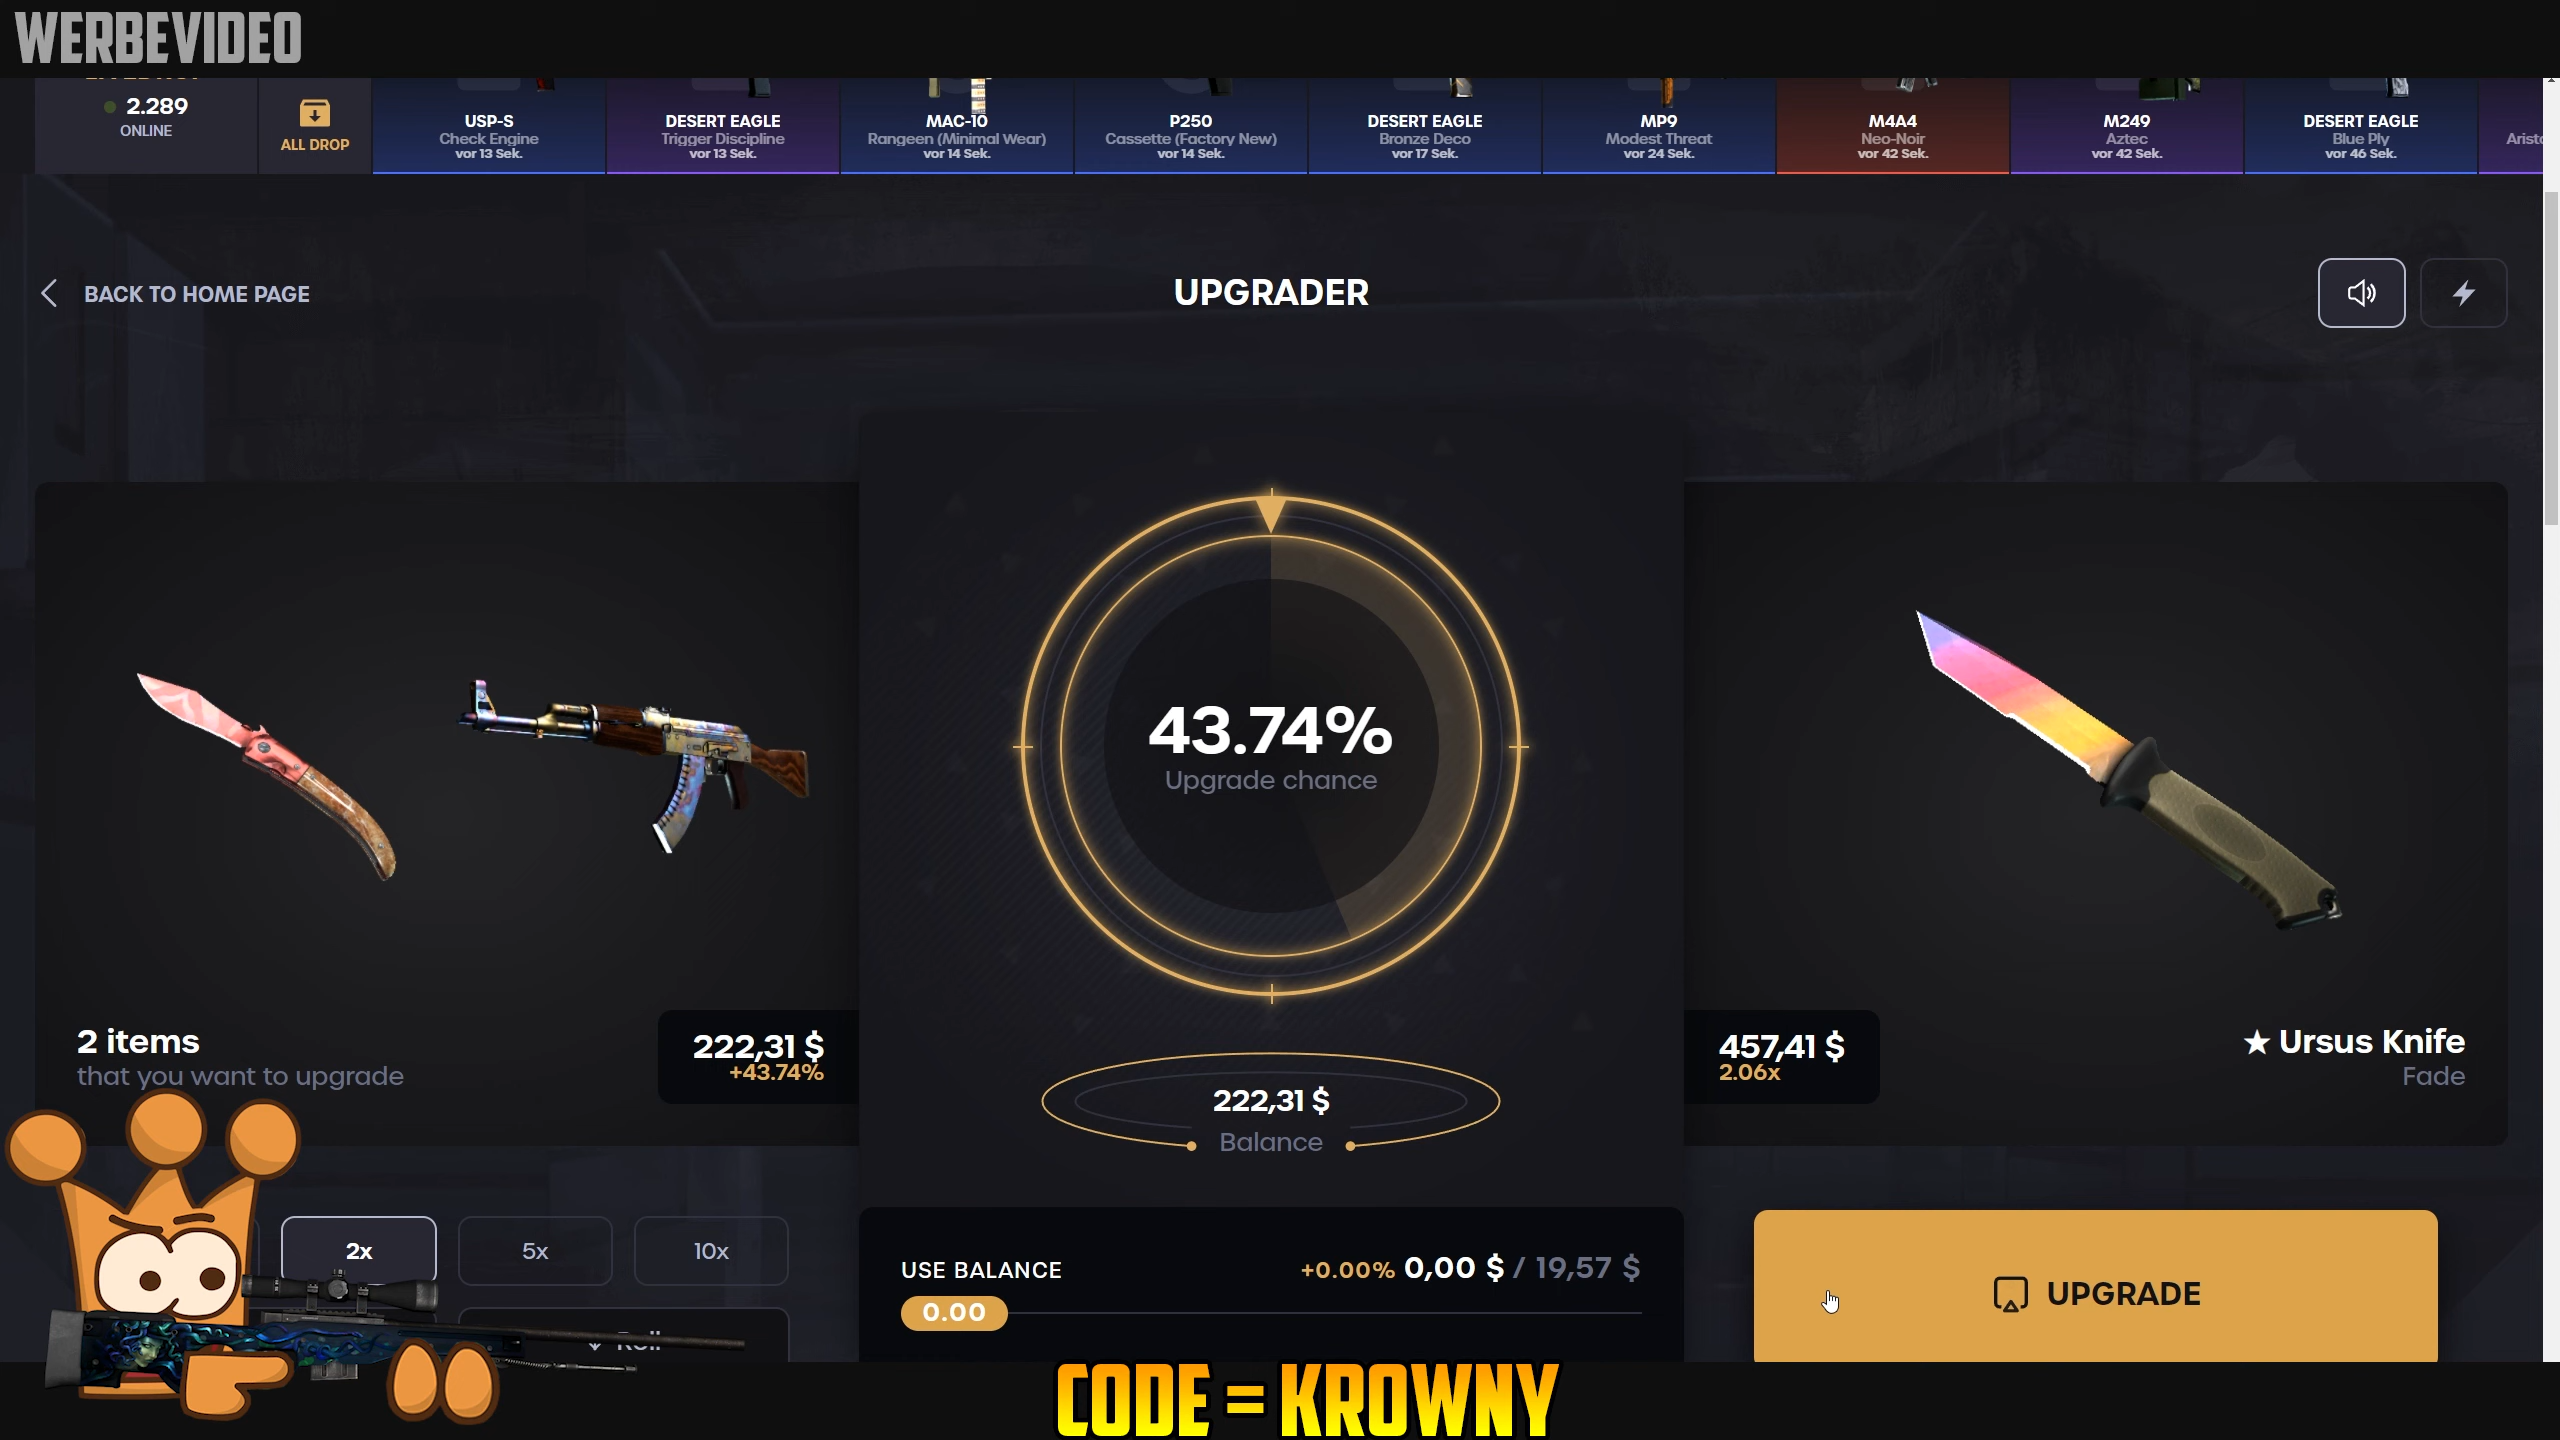 WERBEVIDEO
2.289
ONLINE
ALL DROP
USP-S
Check Engine
vor 13 Sek.
DESERT EAGLE
Trigger Discipline
vor 13 Sek.
MAC-10
Rangeen (Minimal Wear)
vor 14 Sek.
P250
Cassette (Factory New)
vor 14 Sek.
DESERT EAGLE
Bronze Deco
vor 17 Sek.
MP9
Modest Threat
vor 24 Sek.
M4A4
Neo-Noir
vor 42 Sek.
M249
Aztec
vor 42 Sek.
DESERT EAGLE
Blue Ply
vor 46 Sek.
BACK TO HOME PAGE
UPGRADER
43.74%
Upgrade chance
2 items
that you want to upgrade
222,31 $
+43.74%
222,31 $
Balance
457,41 $
2.06x
★ Ursus Knife
Fade
2x
5x
10x
USE BALANCE
+0.00% 0,00 $ / 19,57 $
0.00
UPGRADE
CODE = KROWNY